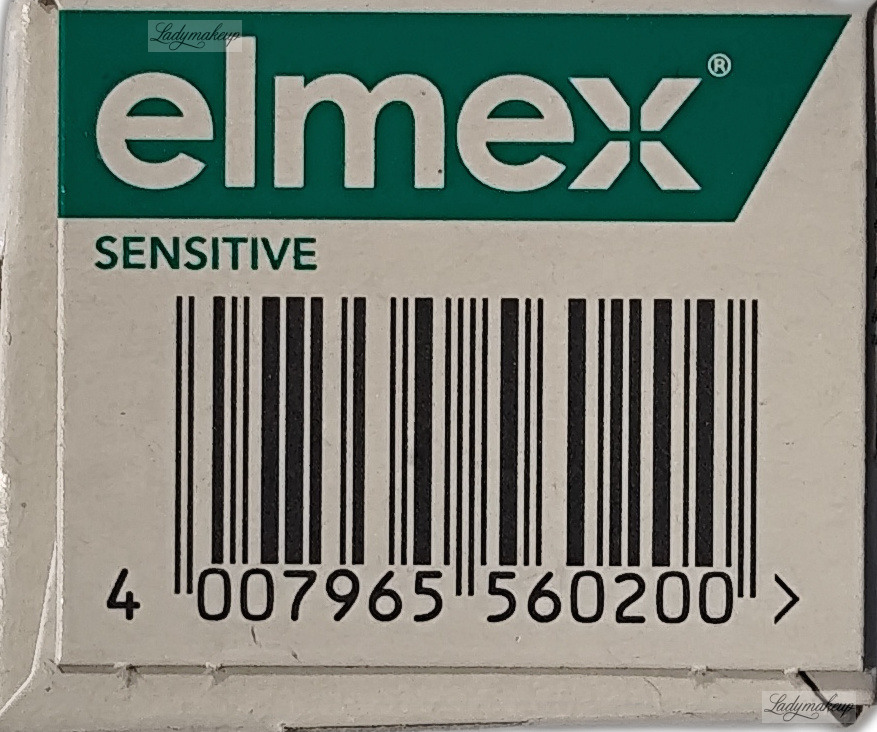 Ladymakeup
elmex®
SENSITIVE
4 007965 560200 >
Ladymakeup